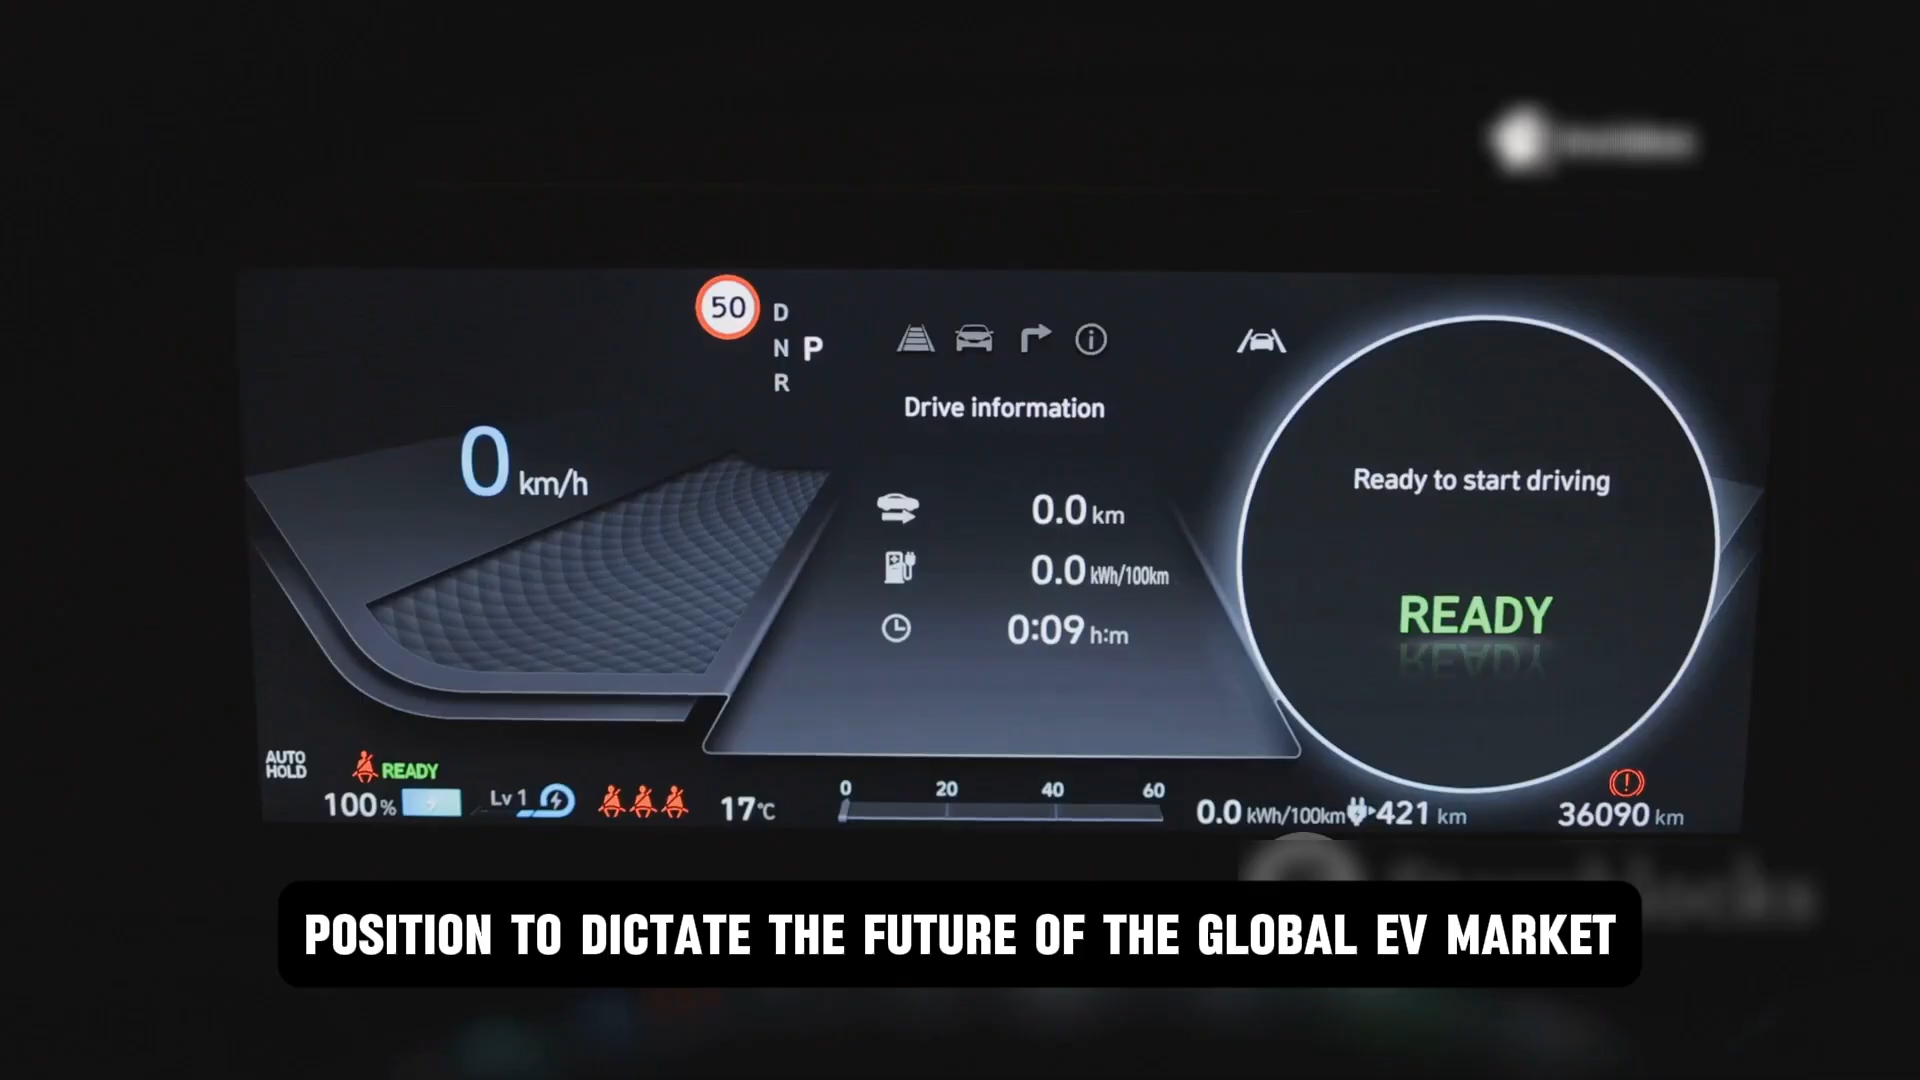 50
D
N P
R
Drive information
0 km/h
0.0 km
0.0 kWh/100km
0:09 h:m
Ready to start driving
READY
AUTO HOLD
READY
100%
Lv 1
17°C
0 20 40 60
0.0 kWh/100km
421 km
36090 km
POSITION TO DICTATE THE FUTURE OF THE GLOBAL EV MARKET